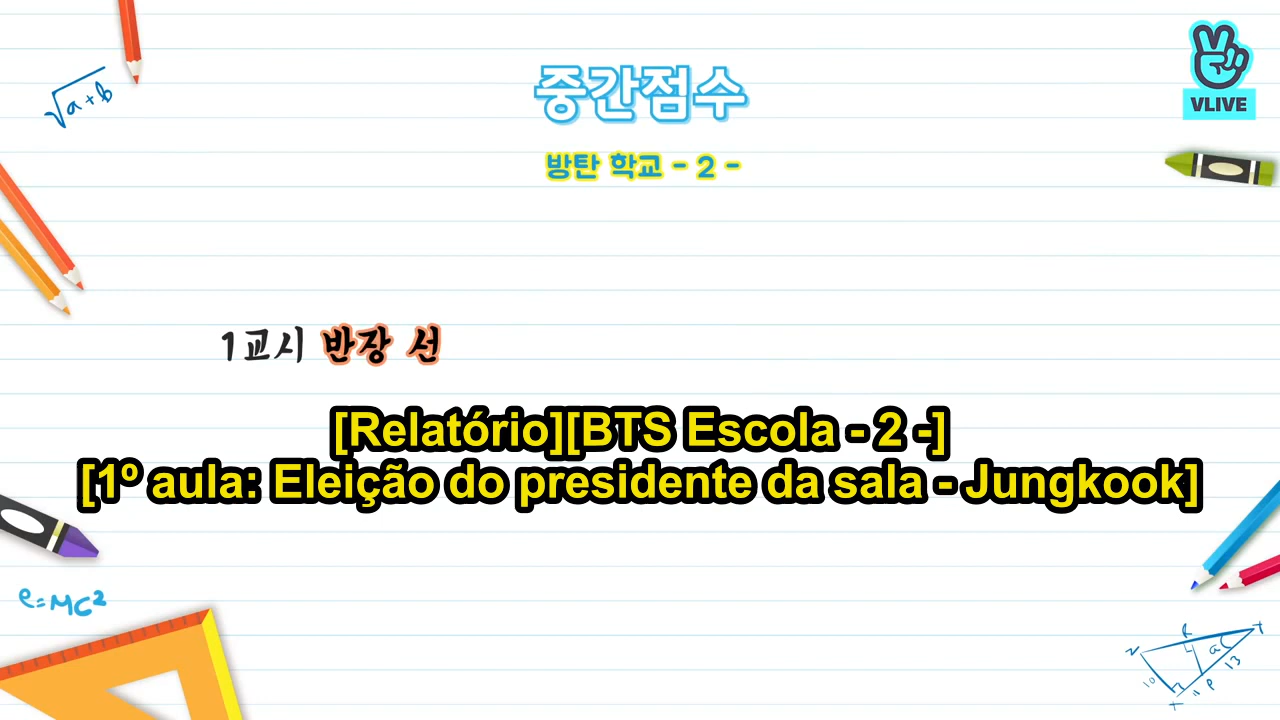 중간점수
VLIVE
√a+b
방탄 학교 - 2 -
1교시 반장 선
[Relatório][BTS Escola - 2 -]
[1º aula: Eleição do presidente da sala - Jungkook]
e=MC²